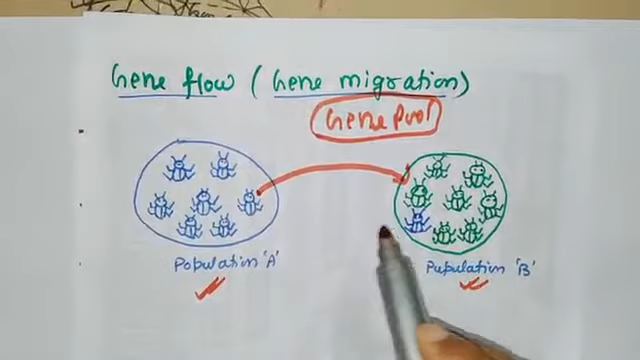 Gene flow ( Gene migration)
Gene Pool
Population 'A'
Population 'B'